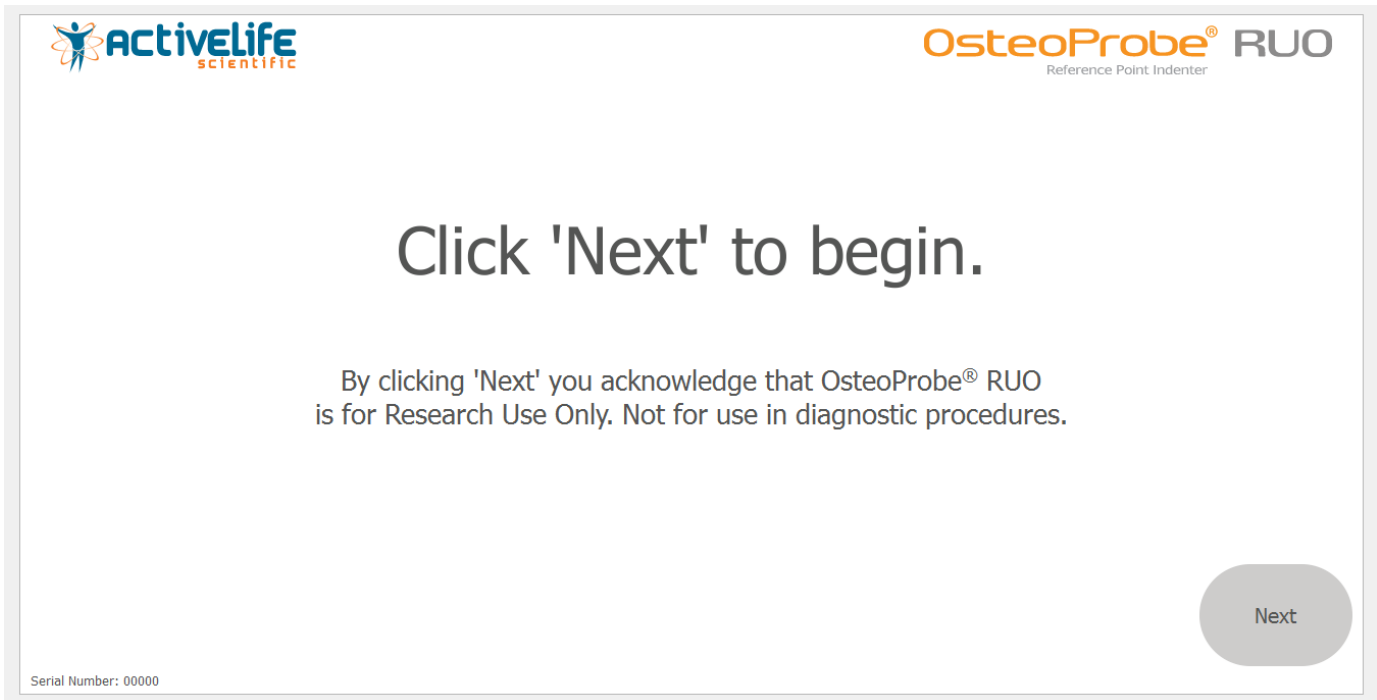 ActiveLife
scientific
OsteoProbe® RUO
Reference Point Indenter
Click 'Next' to begin.
By clicking 'Next' you acknowledge that OsteoProbe® RUO
is for Research Use Only. Not for use in diagnostic procedures.
Next
Serial Number: 00000